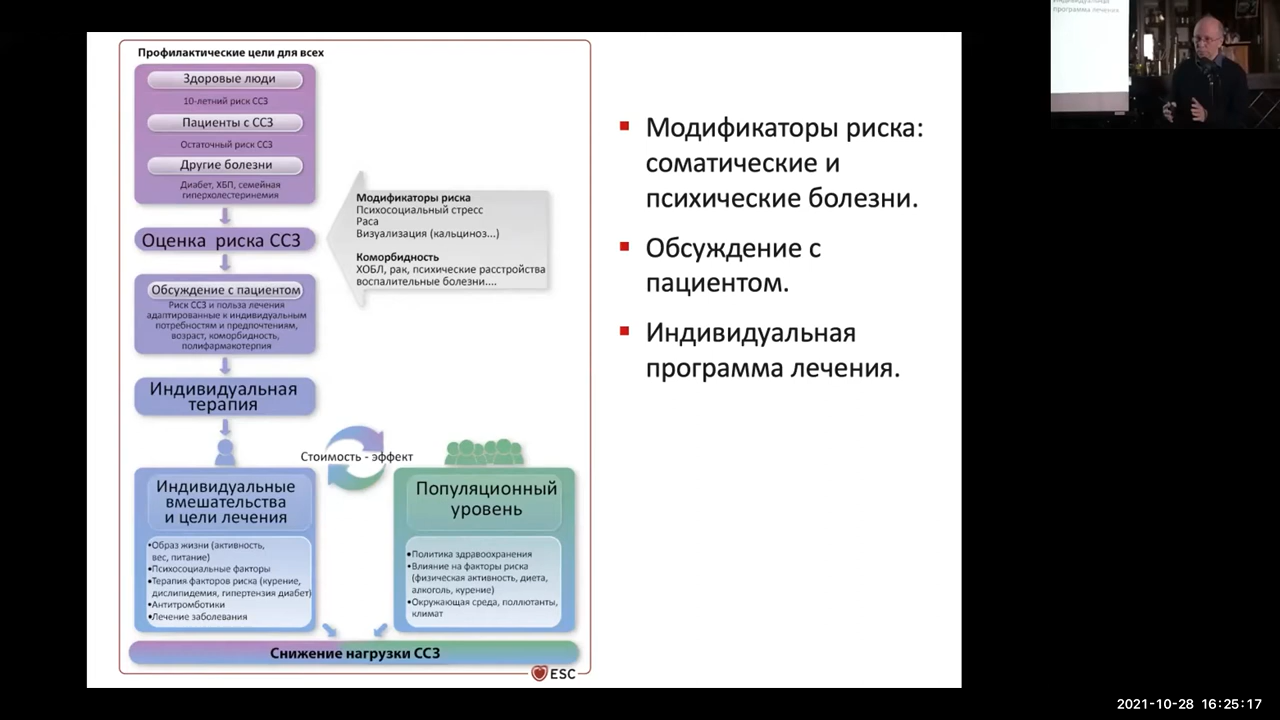 Профилактические цели для всех
Здоровые люди
10-летний риск ССЗ
Пациенты с ССЗ
Остаточный риск ССЗ
Другие болезни
Диабет, ХБП, семейная
гиперхолестеринемия
Оценка риска ССЗ
Модификаторы риска
Психосоциальный стресс
Раса
Визуализация (кальциноз...)
Коморбидность
ХОБЛ, рак, психические расстройства
воспалительные болезни....
Обсуждение с пациентом
Риск ССЗ и польза лечения
адаптированные к индивидуальным
потребностям и предпочтениям,
возраст, коморбидность,
полифармакотерпия
Индивидуальная
терапия
Стоимость - эффект
Индивидуальные
вмешательства
и цели лечения
•Образ жизни (активность,
вес, питание)
•Психосоциальные факторы
•Терапия факторов риска (курение,
дислипидемия, гипертензия диабет)
•Антитромботики
•Лечение заболевания
Популяционный
уровень
•Политика здравоохранения
•Влияние на факторы риска
(физическая активность, диета,
алкоголь, курение)
•Окружающая среда, поллютанты,
климат
Снижение нагрузки ССЗ
ESC
Модификаторы риска:
соматические и
психические болезни.
Обсуждение с
пациентом.
Индивидуальная
программа лечения.
программа лечения.
2021-10-28 16:25:17